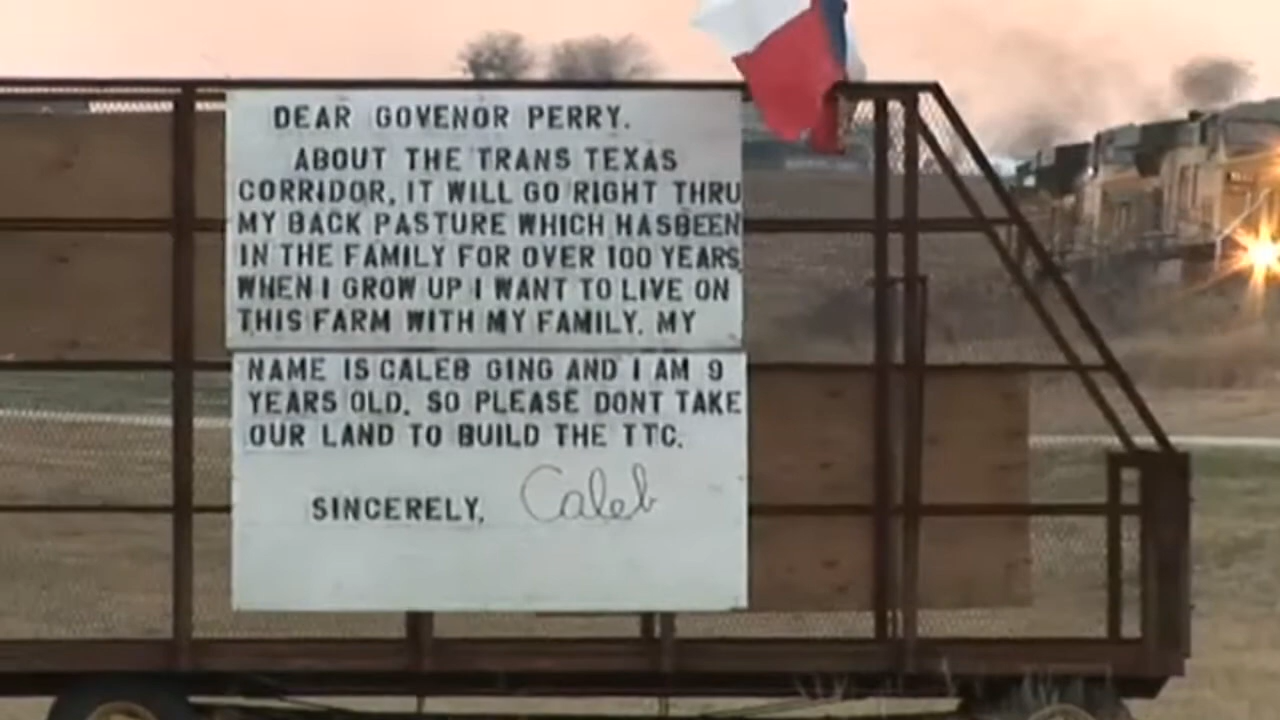 DEAR GOVENOR PERRY.
ABOUT THE TRANS TEXAS
CORRIDOR, IT WILL GO RIGHT THRU
MY BACK PASTURE WHICH HASBEEN
IN THE FAMILY FOR OVER 100 YEARS
WHEN I GROW UP I WANT TO LIVE ON
THIS FARM WITH MY FAMILY. MY
NAME IS CALEB GING AND I AM 9
YEARS OLD. SO PLEASE DONT TAKE
OUR LAND TO BUILD THE TTC.
SINCERELY, Caleb